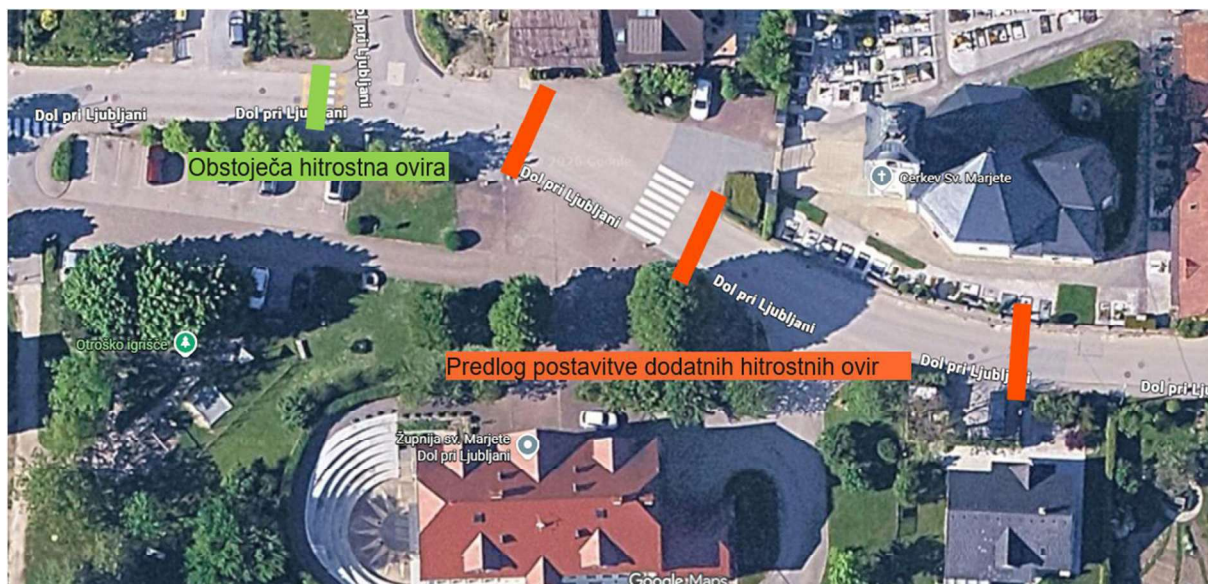 Dol pri Ljubljani
Dol pri Ljubljani
Dol pri Ljubljani
Obstoječa hitrostna ovira
Dol pri Ljubljani
Cerkev Sv. Marjete
Dol pri Ljubljani
Otroško igrišče
Predlog postavitve dodatnih hitrostnih ovir
Dol pri Ljubljani
Dol pri Lju
Župnija sv. Marjete
Dol pri Ljubljani
Google Maps